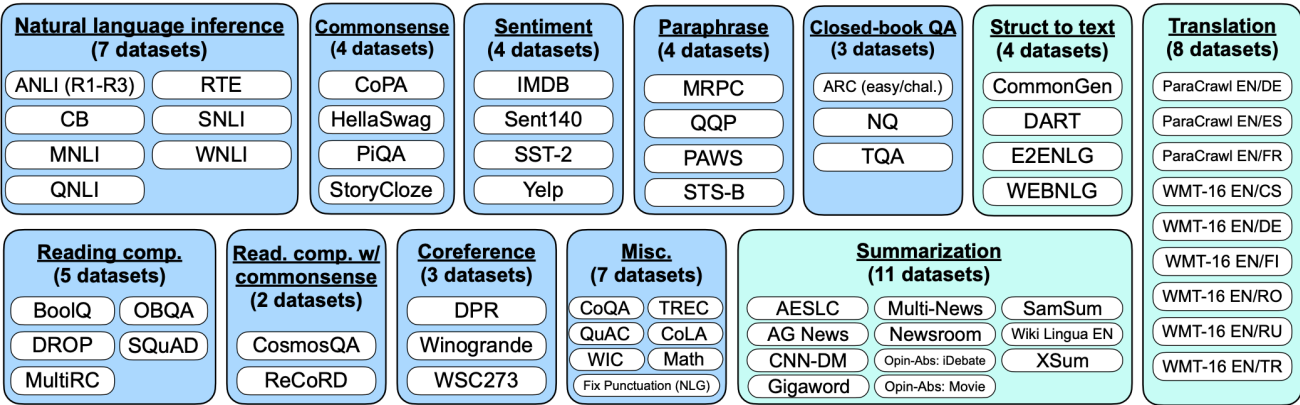 Natural language inference
(7 datasets)
ANLI (R1-R3)
RTE
CB
SNLI
MNLI
WNLI
QNLI
Commonsense
(4 datasets)
CoPA
HellaSwag
PiQA
StoryCloze
Sentiment
(4 datasets)
IMDB
Sent140
SST-2
Yelp
Paraphrase
(4 datasets)
MRPC
QQP
PAWS
STS-B
Closed-book QA
(3 datasets)
ARC (easy/chal.)
NQ
TQA
Struct to text
(4 datasets)
CommonGen
DART
E2ENLG
WEBNLG
Translation
(8 datasets)
ParaCrawl EN/DE
ParaCrawl EN/ES
ParaCrawl EN/FR
WMT-16 EN/CS
WMT-16 EN/DE
WMT-16 EN/FI
WMT-16 EN/RO
WMT-16 EN/RU
WMT-16 EN/TR
Reading comp.
(5 datasets)
BoolQ
OBQA
DROP
SQuAD
MultiRC
Read. comp. w/
commonsense
(2 datasets)
CosmosQA
ReCoRD
Coreference
(3 datasets)
DPR
Winogrande
WSC273
Misc.
(7 datasets)
CoQA
TREC
QuAC
CoLA
WIC
Math
Fix Punctuation (NLG)
Summarization
(11 datasets)
AESLC
Multi-News
SamSum
AG News
Newsroom
Wiki Lingua EN
CNN-DM
Opin-Abs: iDebate
XSum
Gigaword
Opin-Abs: Movie